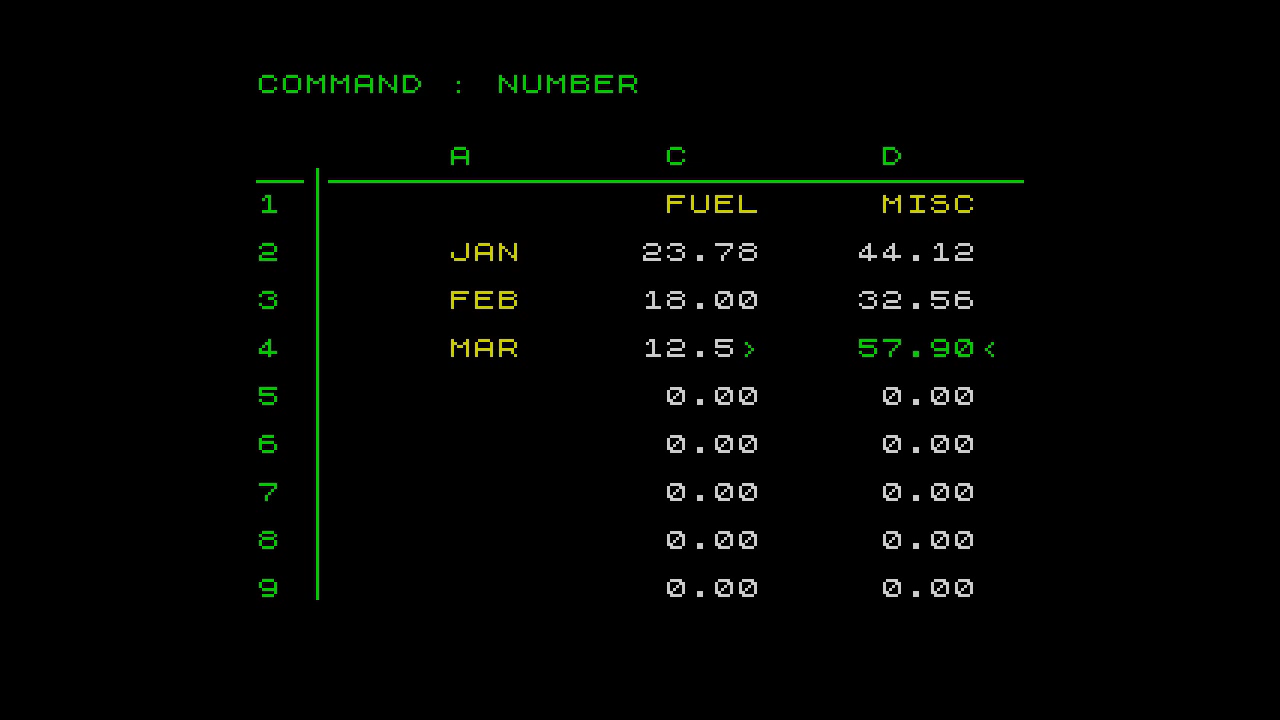 COMMAND : NUMBER
A C D
1 FUEL MISC
2 JAN 23.78 44.12
3 FEB 18.00 32.56
4 MAR 12.5> 57.90<
5 0.00 0.00
6 0.00 0.00
7 0.00 0.00
8 0.00 0.00
9 0.00 0.00